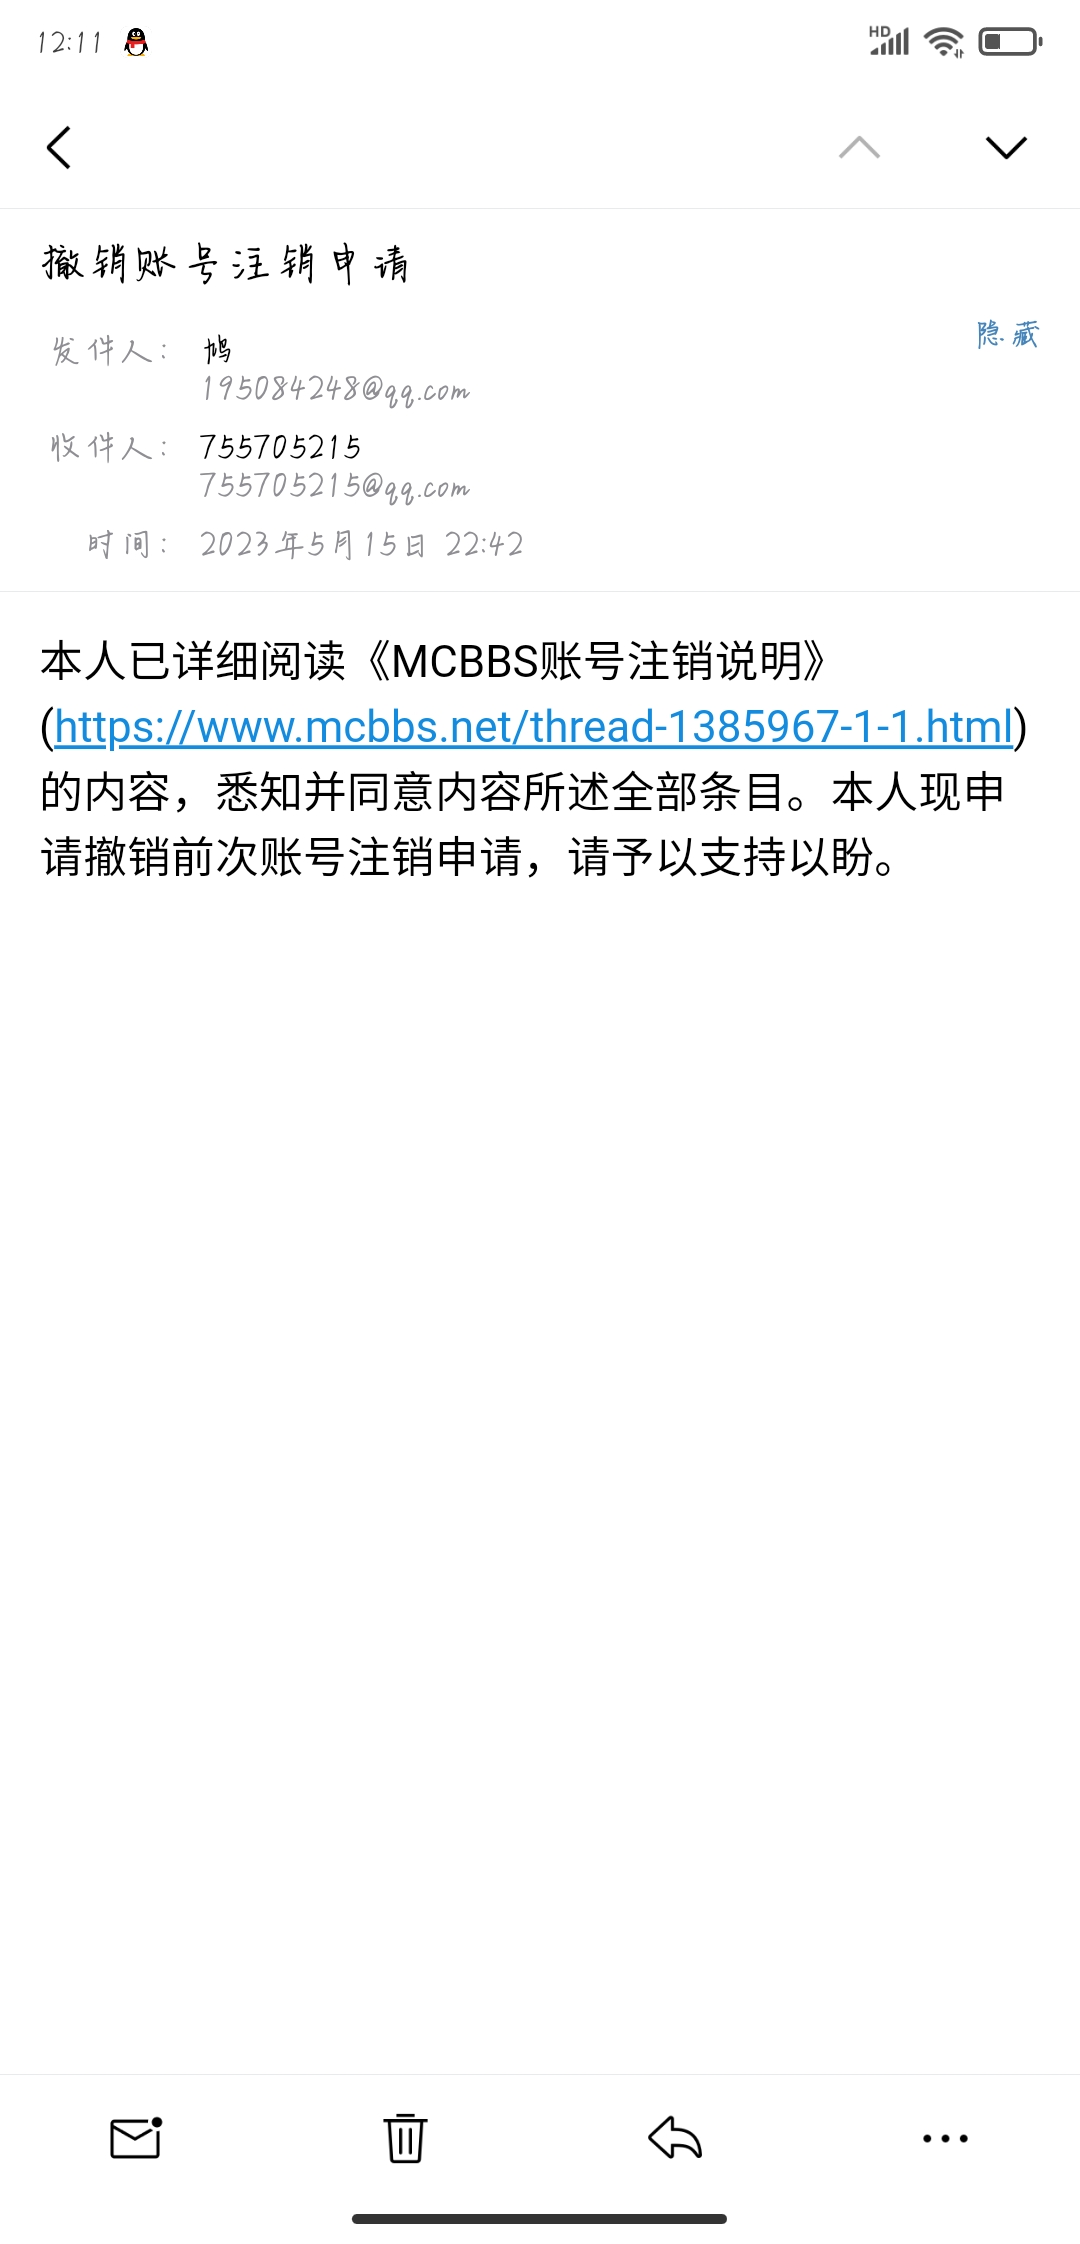 12:11
HD
撤销账号注销申请
发件人： 鸠
隐藏
195084248@qq.com
收件人： 755705215
755705215@qq.com
时间： 2023年5月15日 22:42
本人已详细阅读《MCBBS账号注销说明》
(https://www.mcbbs.net/thread-1385967-1-1.html)
的内容，悉知并同意内容所述全部条目。本人现申
请撤销前次账号注销申请，请予以支持以盼。